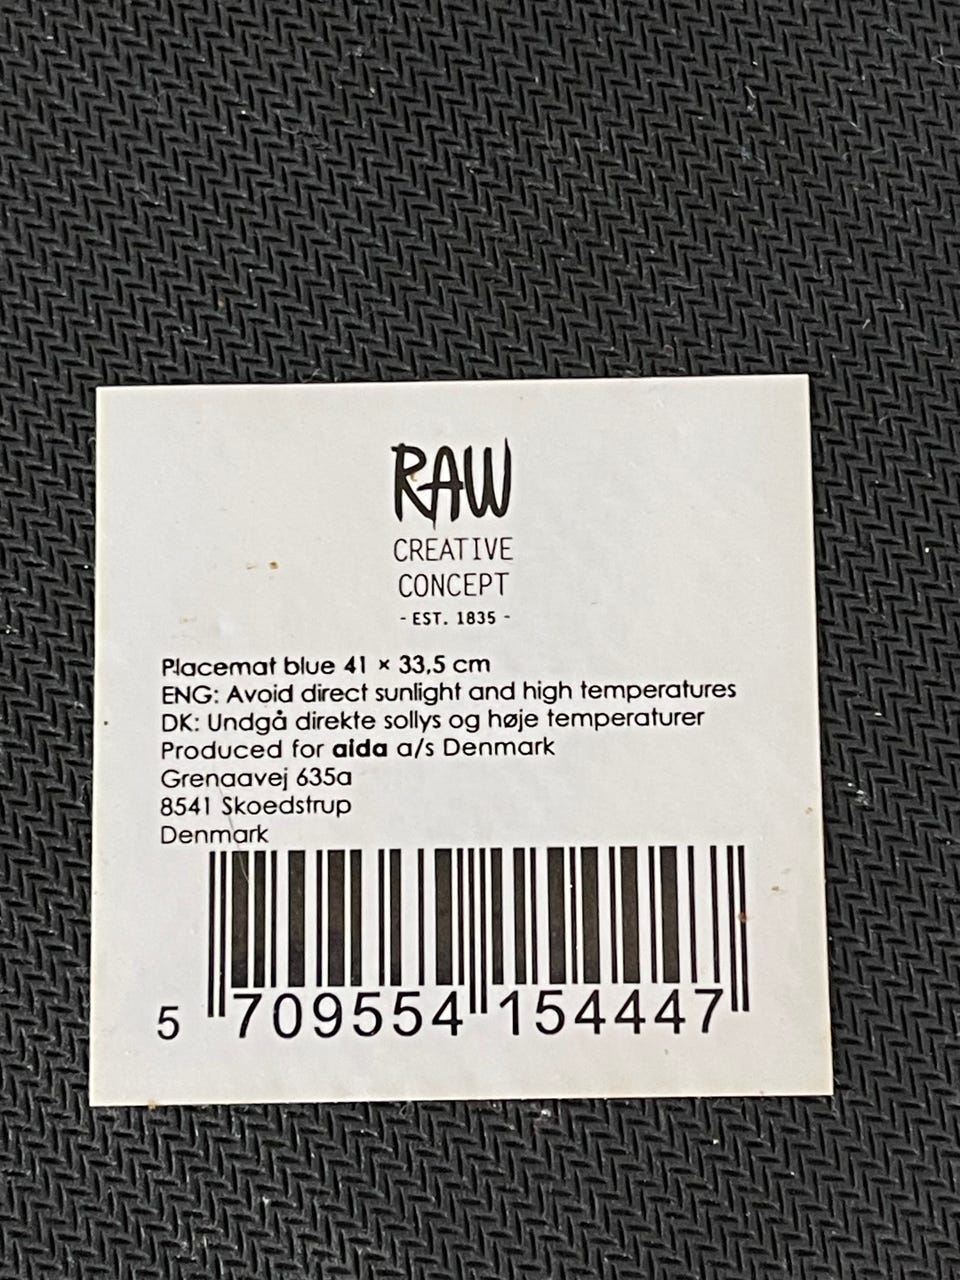 RAW
CREATIVE
CONCEPT
- EST. 1835 -
Placemat blue 41 × 33,5 cm
ENG: Avoid direct sunlight and high temperatures
DK: Undgå direkte sollys og høje temperaturer
Produced for aida a/s Denmark
Grenaavej 635a
8541 Skoedstrup
Denmark
5 709554 154447